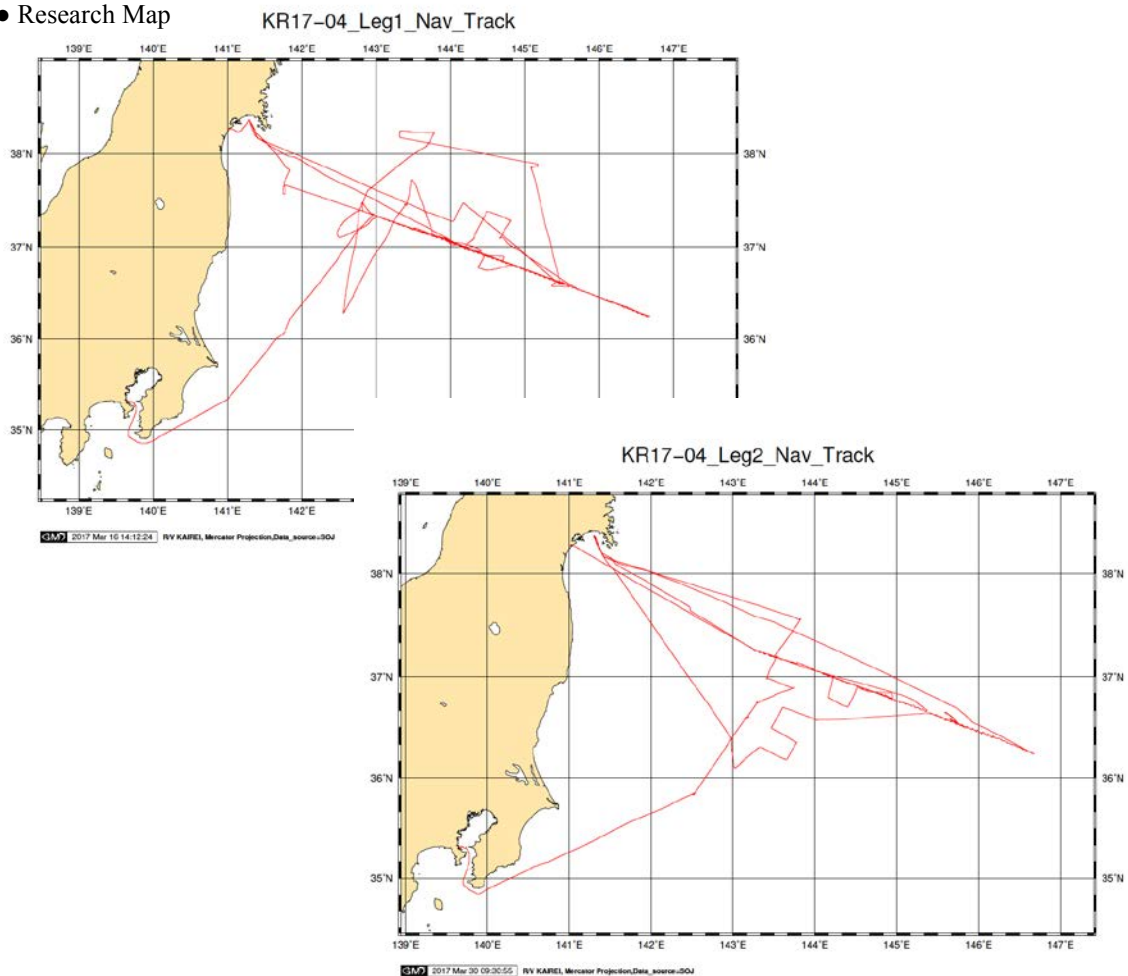 ● Research Map
KR17-04_Leg1_Nav_Track
139°E 140°E 141°E 142°E 143°E 144°E 145°E 146°E 147°E
38°N 38°N
37°N 37°N
36°N 36°N
35°N
139°E 140°E 141°E 142°E
GMD 2017 Mar 16 14:12:24 R/V KAIREI, Mercator Projection,Data_source=SOJ
KR17-04_Leg2_Nav_Track
139°E 140°E 141°E 142°E 143°E 144°E 145°E 146°E 147°E
38°N 38°N
37°N 37°N
36°N 36°N
35°N 35°N
139°E 140°E 141°E 142°E 143°E 144°E 145°E 146°E 147°E
GMD 2017 Mar 30 09:30:55 R/V KAIREI, Mercator Projection,Data_source=SOJ